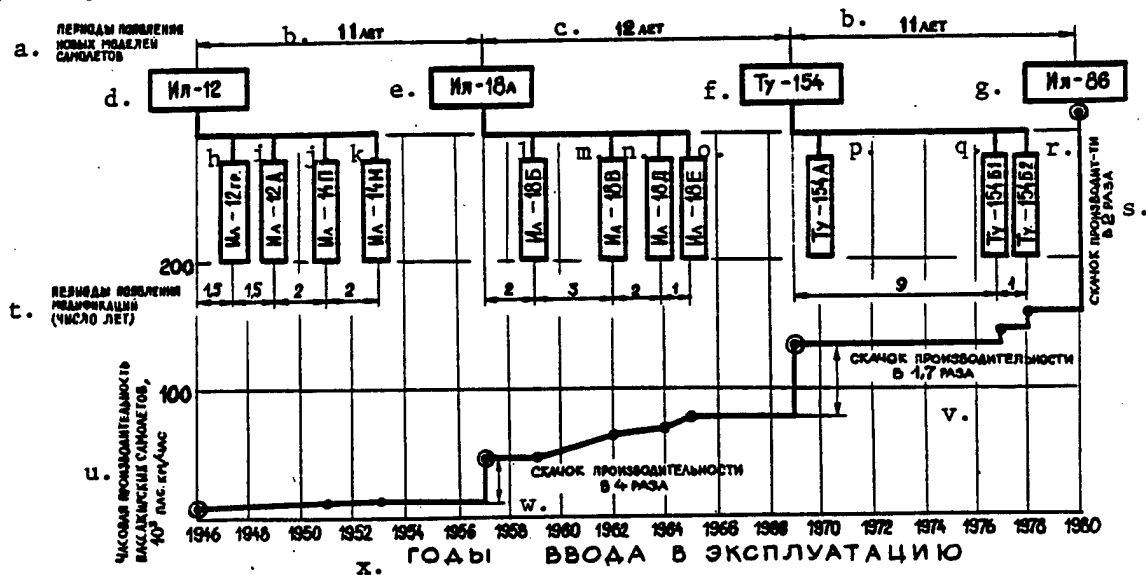 a. ПЕРИОДЫ ПОЯВЛЕНИЯ
НОВЫХ МОДЕЛЕЙ
САМОЛЕТОВ
b. 11 ЛЕТ
c. 12 ЛЕТ
b. 11 ЛЕТ
d. Ил-12
e. Ил-18А
f. Ту-154
g. Ил-86
h. Ил-12гр.
i. Ил-12Д
j. Ил-14П
k. Ил-14М
l. Ил-18Б
m. Ил-18В
n. Ил-18Д
o. Ил-18Е
p. Ту-154А
q. Ту-154Б1
r. Ту-154Б2
s. СКАЧОК ПРОИЗВОДИТ-ТИ
В 2 РАЗА
200
t. ПЕРИОДЫ ПОЯВЛЕНИЯ
МОДИФИКАЦИЙ
(ЧИСЛО ЛЕТ)
1,5 1,5 2 2 2 3 2 1 9 1
100
u. ЧАСОВАЯ ПРОИЗВОДИТЕЛЬНОСТЬ
ПАССАЖИРСКИХ САМОЛЕТОВ,
10³ ПАС. КМ/ЧАС
СКАЧОК ПРОИЗВОДИТЕЛЬНОСТИ
В 1,7 РАЗА
v.
СКАЧОК ПРОИЗВОДИТЕЛЬНОСТИ
В 4 РАЗА
w.
1946 1948 1950 1952 1954 1956 1958 1960 1962 1964 1966 1968 1970 1972 1974 1976 1978 1980
x. ГОДЫ ВВОДА В ЭКСПЛУАТАЦИЮ